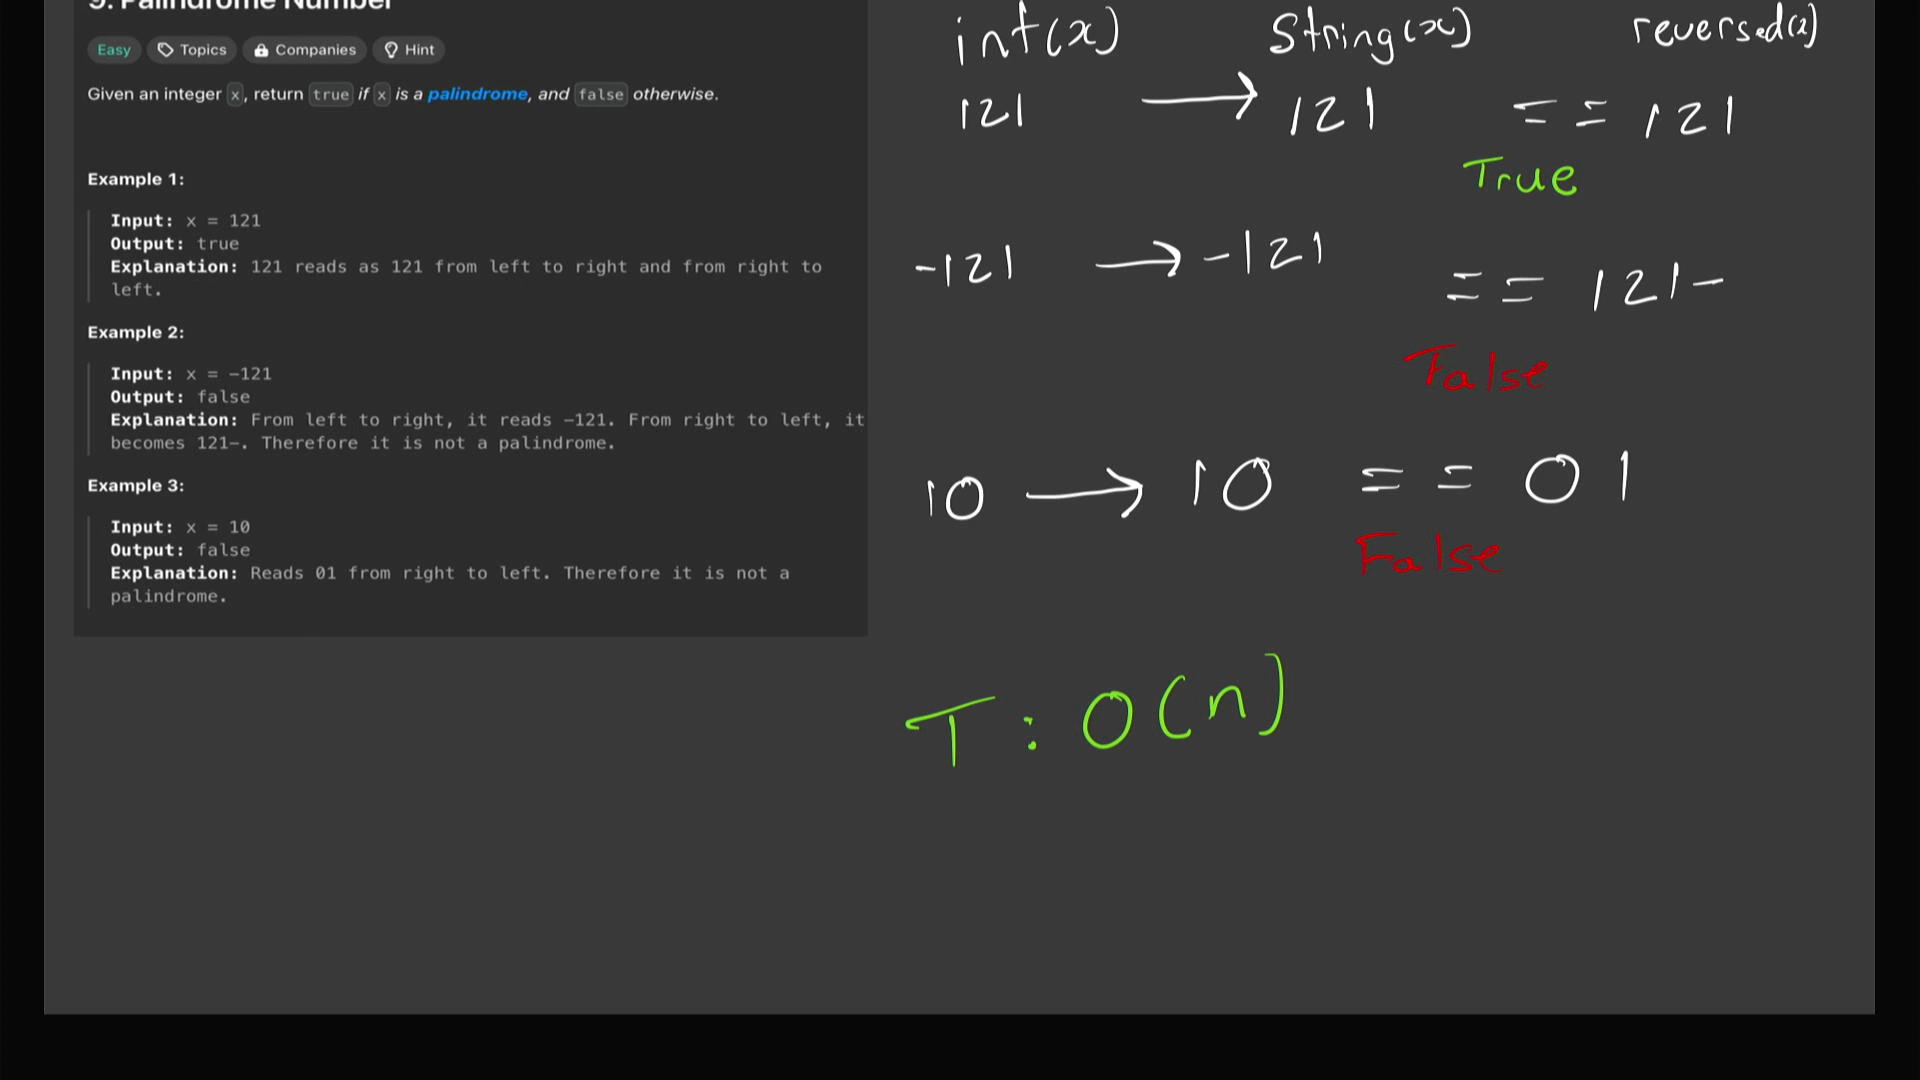 9. Palindrome Number
Easy Topics Companies Hint
Given an integer x, return true if x is a palindrome, and false otherwise.
Example 1:
Input: x = 121
Output: true
Explanation: 121 reads as 121 from left to right and from right to
left.
Example 2:
Input: x = -121
Output: false
Explanation: From left to right, it reads -121. From right to left, it
becomes 121-. Therefore it is not a palindrome.
Example 3:
Input: x = 10
Output: false
Explanation: Reads 01 from right to left. Therefore it is not a
palindrome.
int(x) String(x) reversed(x)
121 → 121 == 121
True
-121 → -121 == 121-
False
10 → 10 == 01
False
T: O(n)